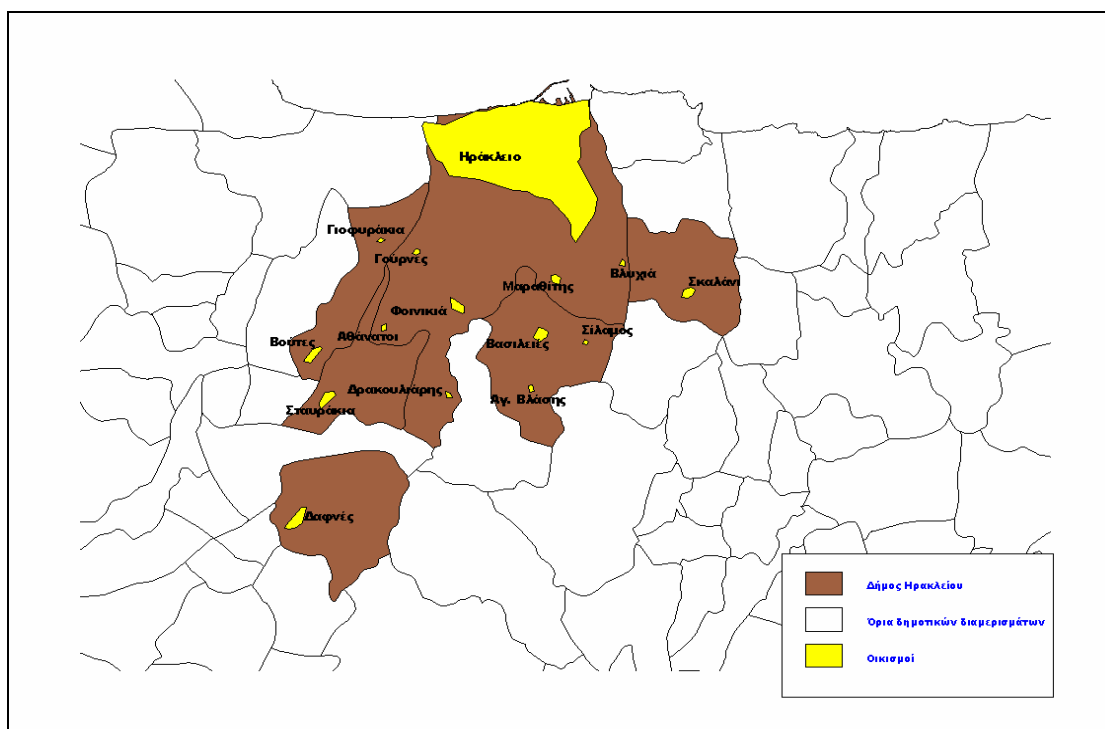 Ηράκλειο
Γιοφυράκια
Γούρνες
Βλυχιά
Σκαλάνι
Μαραθίτης
Φοινικιά
Αθάνατοι
Σίλαμος
Βούτες
Βασιλειές
Δρακουλιάρης
Αγ. Βλάσης
Σταυράκια
Δαφνές
Δήμος Ηρακλείου
Όρια δημοτικών διαμερισμάτων
Οικισμοί